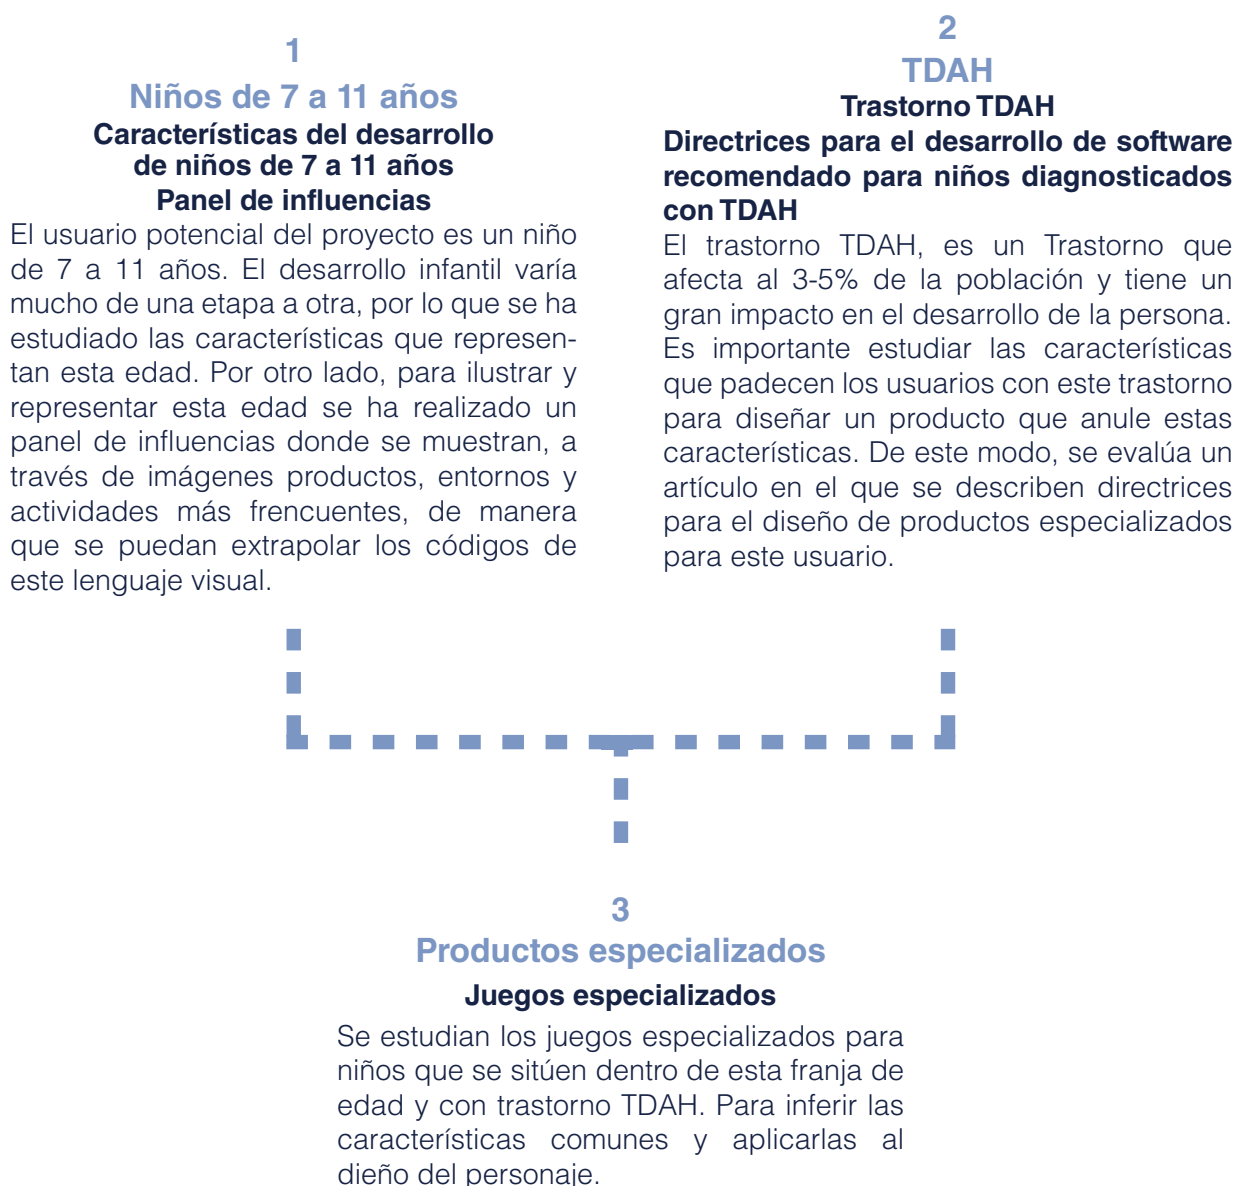 1
Niños de 7 a 11 años
Características del desarrollo
de niños de 7 a 11 años
Panel de influencias
El usuario potencial del proyecto es un niño
de 7 a 11 años. El desarrollo infantil varía
mucho de una etapa a otra, por lo que se ha
estudiado las características que represen-
tan esta edad. Por otro lado, para ilustrar y
representar esta edad se ha realizado un
panel de influencias donde se muestran, a
través de imágenes productos, entornos y
actividades más frencuentes, de manera
que se puedan extrapolar los códigos de
este lenguaje visual.
2
TDAH
Trastorno TDAH
Directrices para el desarrollo de software
recomendado para niños diagnosticados
con TDAH
El trastorno TDAH, es un Trastorno que
afecta al 3-5% de la población y tiene un
gran impacto en el desarrollo de la persona.
Es importante estudiar las características
que padecen los usuarios con este trastorno
para diseñar un producto que anule estas
características. De este modo, se evalúa un
artículo en el que se describen directrices
para el diseño de productos especializados
para este usuario.
3
Productos especializados
Juegos especializados
Se estudian los juegos especializados para
niños que se sitúen dentro de esta franja de
edad y con trastorno TDAH. Para inferir las
características comunes y aplicarlas al
dieño del personaje.